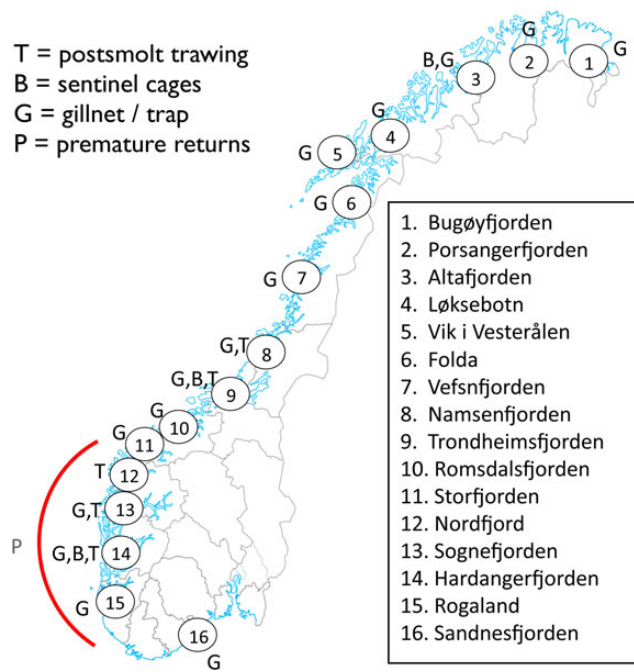 T = postsmolt trawing
B = sentinel cages
G = gillnet / trap
P = premature returns
G
G
B,G
1
2
3
G
4
G
5
G
6
G
7
G,T
8
G,B,T
9
G
10
G
11
T
12
G,T
13
P
G,B,T
14
G
15
16
G
1. Bugøyfjorden
2. Porsangerfjorden
3. Altafjorden
4. Løksebotn
5. Vik i Vesterålen
6. Folda
7. Vefsnfjorden
8. Namsenfjorden
9. Trondheimsfjorden
10. Romsdalsfjorden
11. Storfjorden
12. Nordfjord
13. Sognefjorden
14. Hardangerfjorden
15. Rogaland
16. Sandnesfjorden